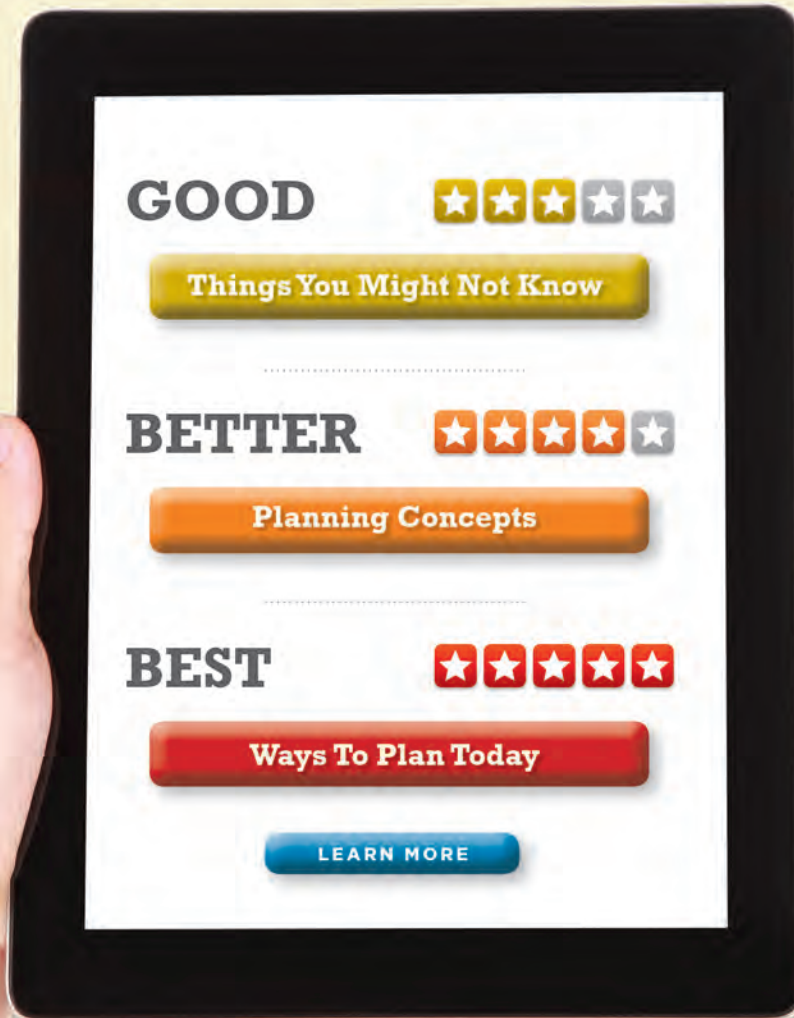 GOOD
Things You Might Not Know
BETTER
Planning Concepts
BEST
Ways To Plan Today
LEARN MORE